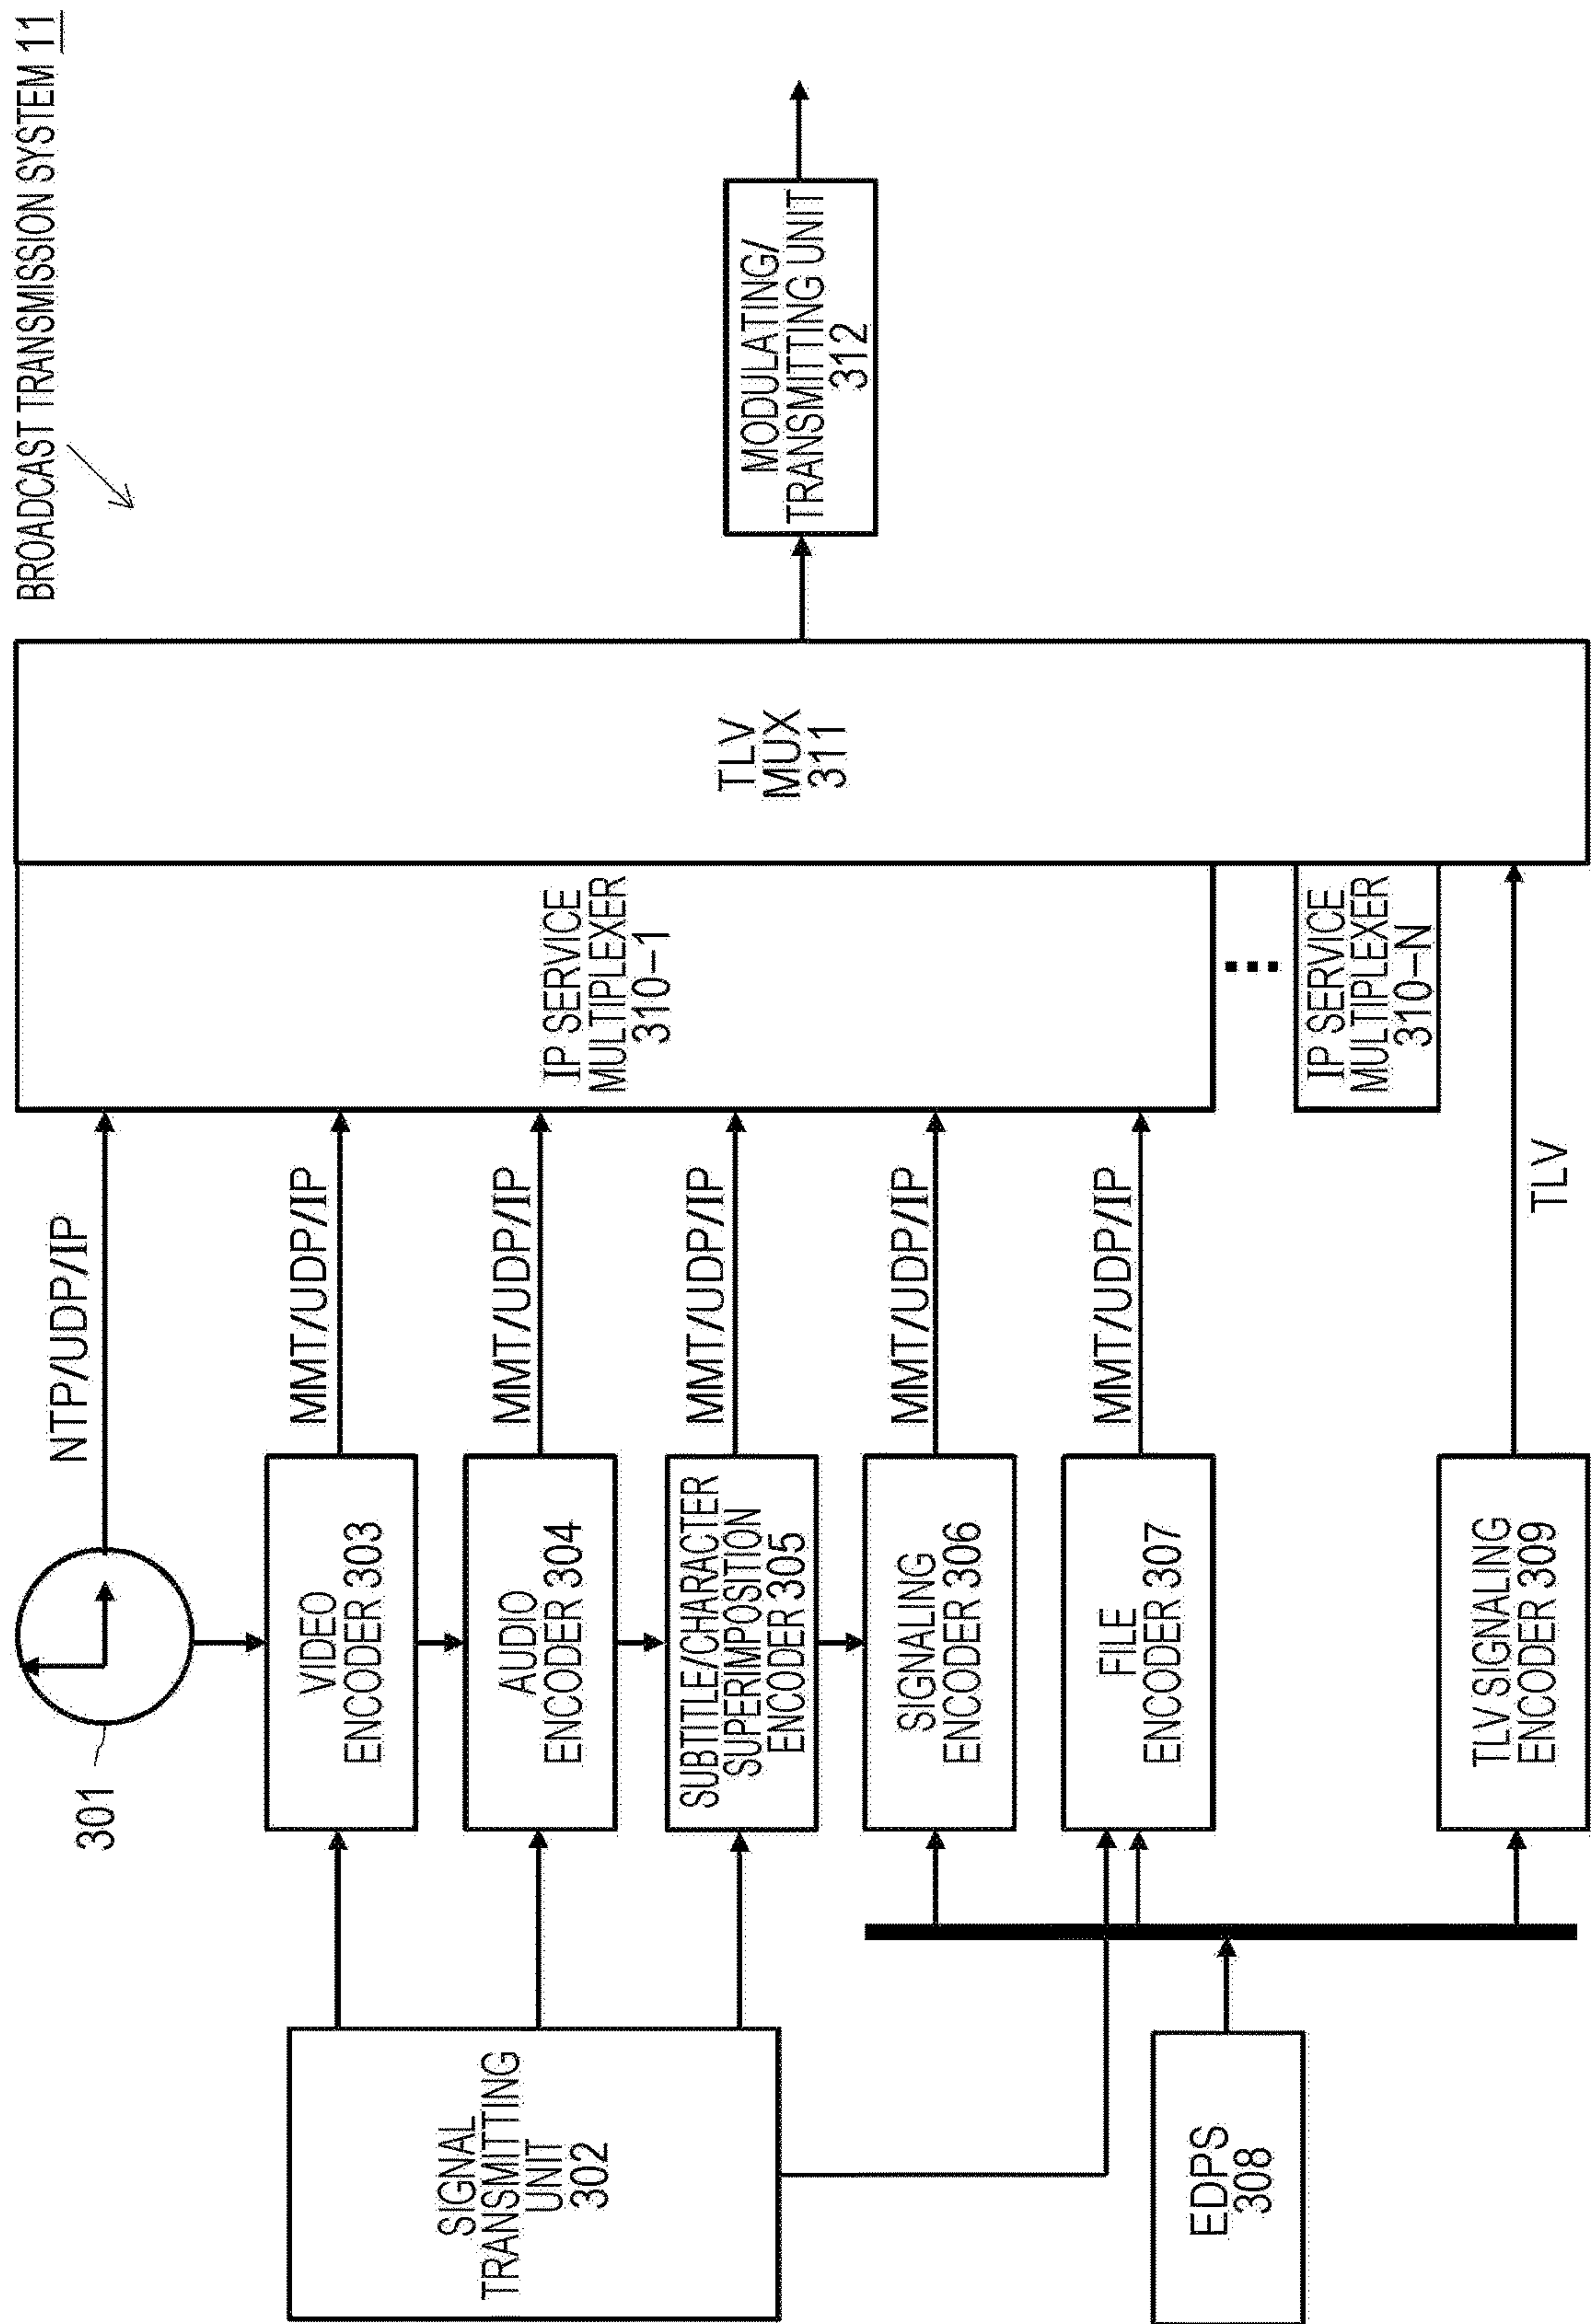 BROADCAST TRANSMISSION SYSTEM 11
301
NTP/UDP/IP
SIGNAL
TRANSMITTING
UNIT
302
VIDEO
ENCODER 303
MMT/UDP/IP
AUDIO
ENCODER 304
MMT/UDP/IP
SUBTITLE/CHARACTER
SUPERIMPOSITION
ENCODER 305
MMT/UDP/IP
SIGNALING
ENCODER 306
MMT/UDP/IP
FILE
ENCODER 307
MMT/UDP/IP
EDPS
308
TLV SIGNALING
ENCODER 309
TLV
IP SERVICE
MULTIPLEXER
310-1
IP SERVICE
MULTIPLEXER
310-N
TLV
MUX
311
MODULATING/
TRANSMITTING UNIT
312